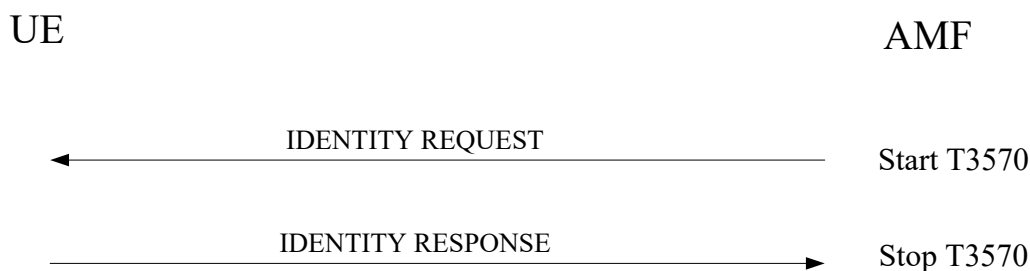 UE
AMF
IDENTITY REQUEST
Start T3570
IDENTITY RESPONSE
Stop T3570